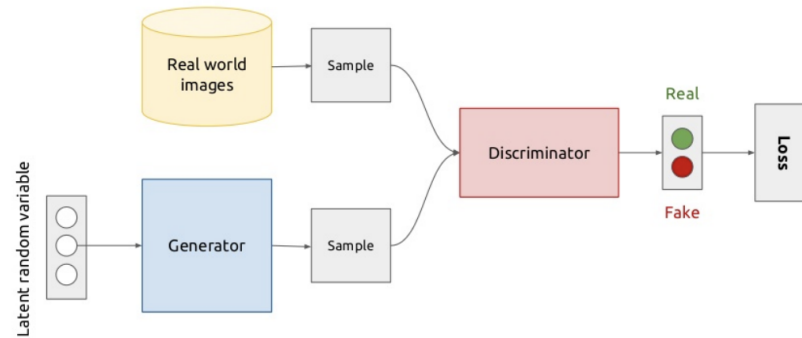 Real world
images
Sample
Real
Discriminator
Loss
Fake
Latent random variable
Generator
Sample